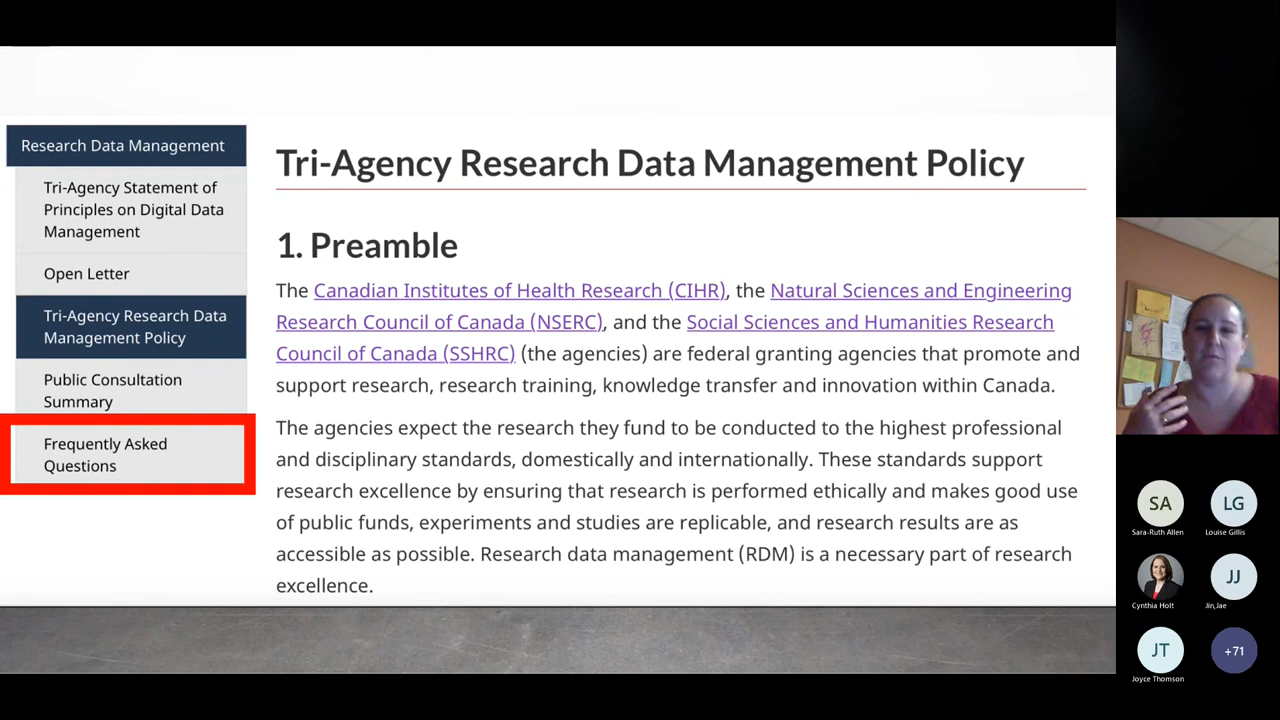 Research Data Management
Tri-Agency Statement of
Principles on Digital Data
Management
Open Letter
Tri-Agency Research Data
Management Policy
Public Consultation
Summary
Frequently Asked
Questions
Tri-Agency Research Data Management Policy
1. Preamble
The Canadian Institutes of Health Research (CIHR), the Natural Sciences and Engineering
Research Council of Canada (NSERC), and the Social Sciences and Humanities Research
Council of Canada (SSHRC) (the agencies) are federal granting agencies that promote and
support research, research training, knowledge transfer and innovation within Canada.
The agencies expect the research they fund to be conducted to the highest professional
and disciplinary standards, domestically and internationally. These standards support
research excellence by ensuring that research is performed ethically and makes good use
of public funds, experiments and studies are replicable, and research results are as
accessible as possible. Research data management (RDM) is a necessary part of research
excellence.
SA
Sara-Ruth Allen
LG
Louise Gillis
Cynthia Holt
JJ
Jin,Jae
JT
Joyce Thomson
+71